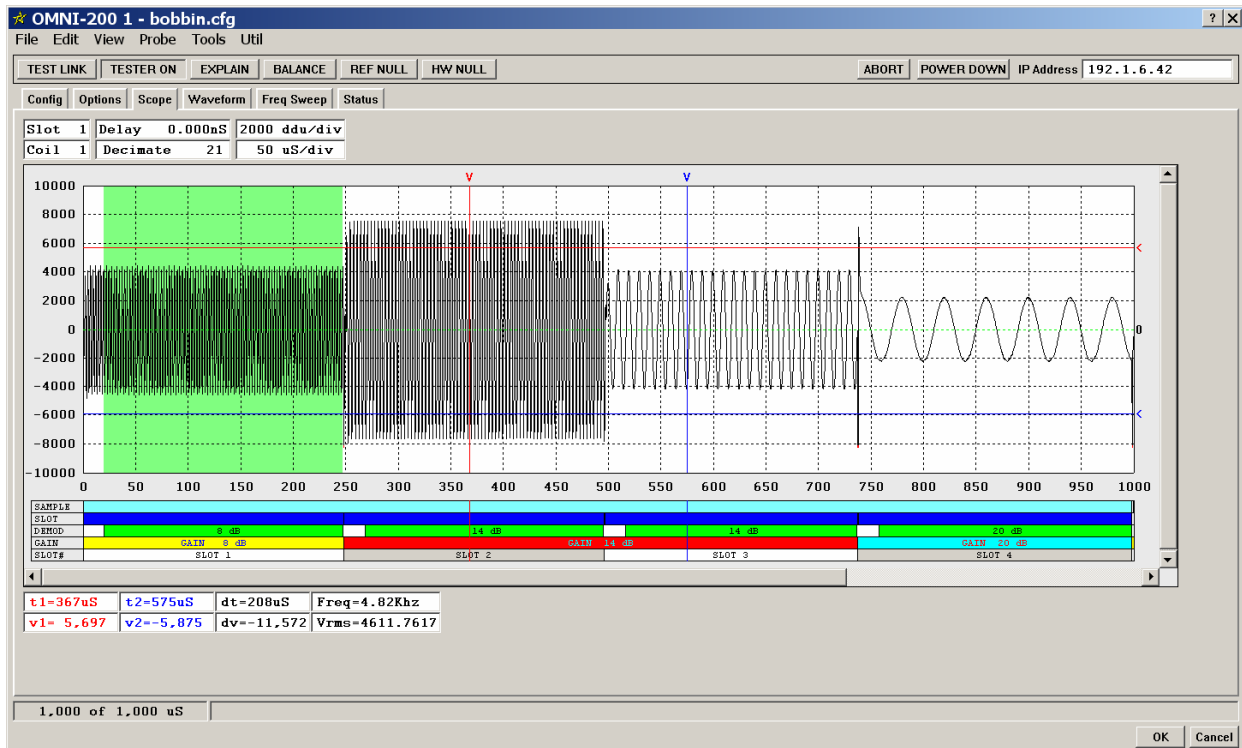 OMNI-200 1 - bobbin.cfg ? X
File Edit View Probe Tools Util
TEST LINK TESTER ON EXPLAIN BALANCE REF NULL HW NULL ABORT POWER DOWN IP Address 192.1.6.42
Config Options Scope Waveform Freq Sweep Status
Slot 1 Delay 0.000nS 2000 ddu/div
Coil 1 Decimate 21 50 uS/div
V V
10000
8000
6000
4000
2000
0 0
-2000
-4000
-6000
-8000
-10000
0 50 100 150 200 250 300 350 400 450 500 550 600 650 700 750 800 850 900 950 1000
SAMPLE
SLOT
DEMOD 8 dB 14 dB 14 dB 20 dB
GAIN GAIN 8 dB GAIN 14 dB GAIN 20 dB
SLOT# SLOT 1 SLOT 2 SLOT 3 SLOT 4
t1=367uS t2=575uS dt=208uS Freq=4.82Khz
v1= 5,697 v2=-5,875 dv=-11,572 Vrms=4611.7617
1,000 of 1,000 uS
OK Cancel